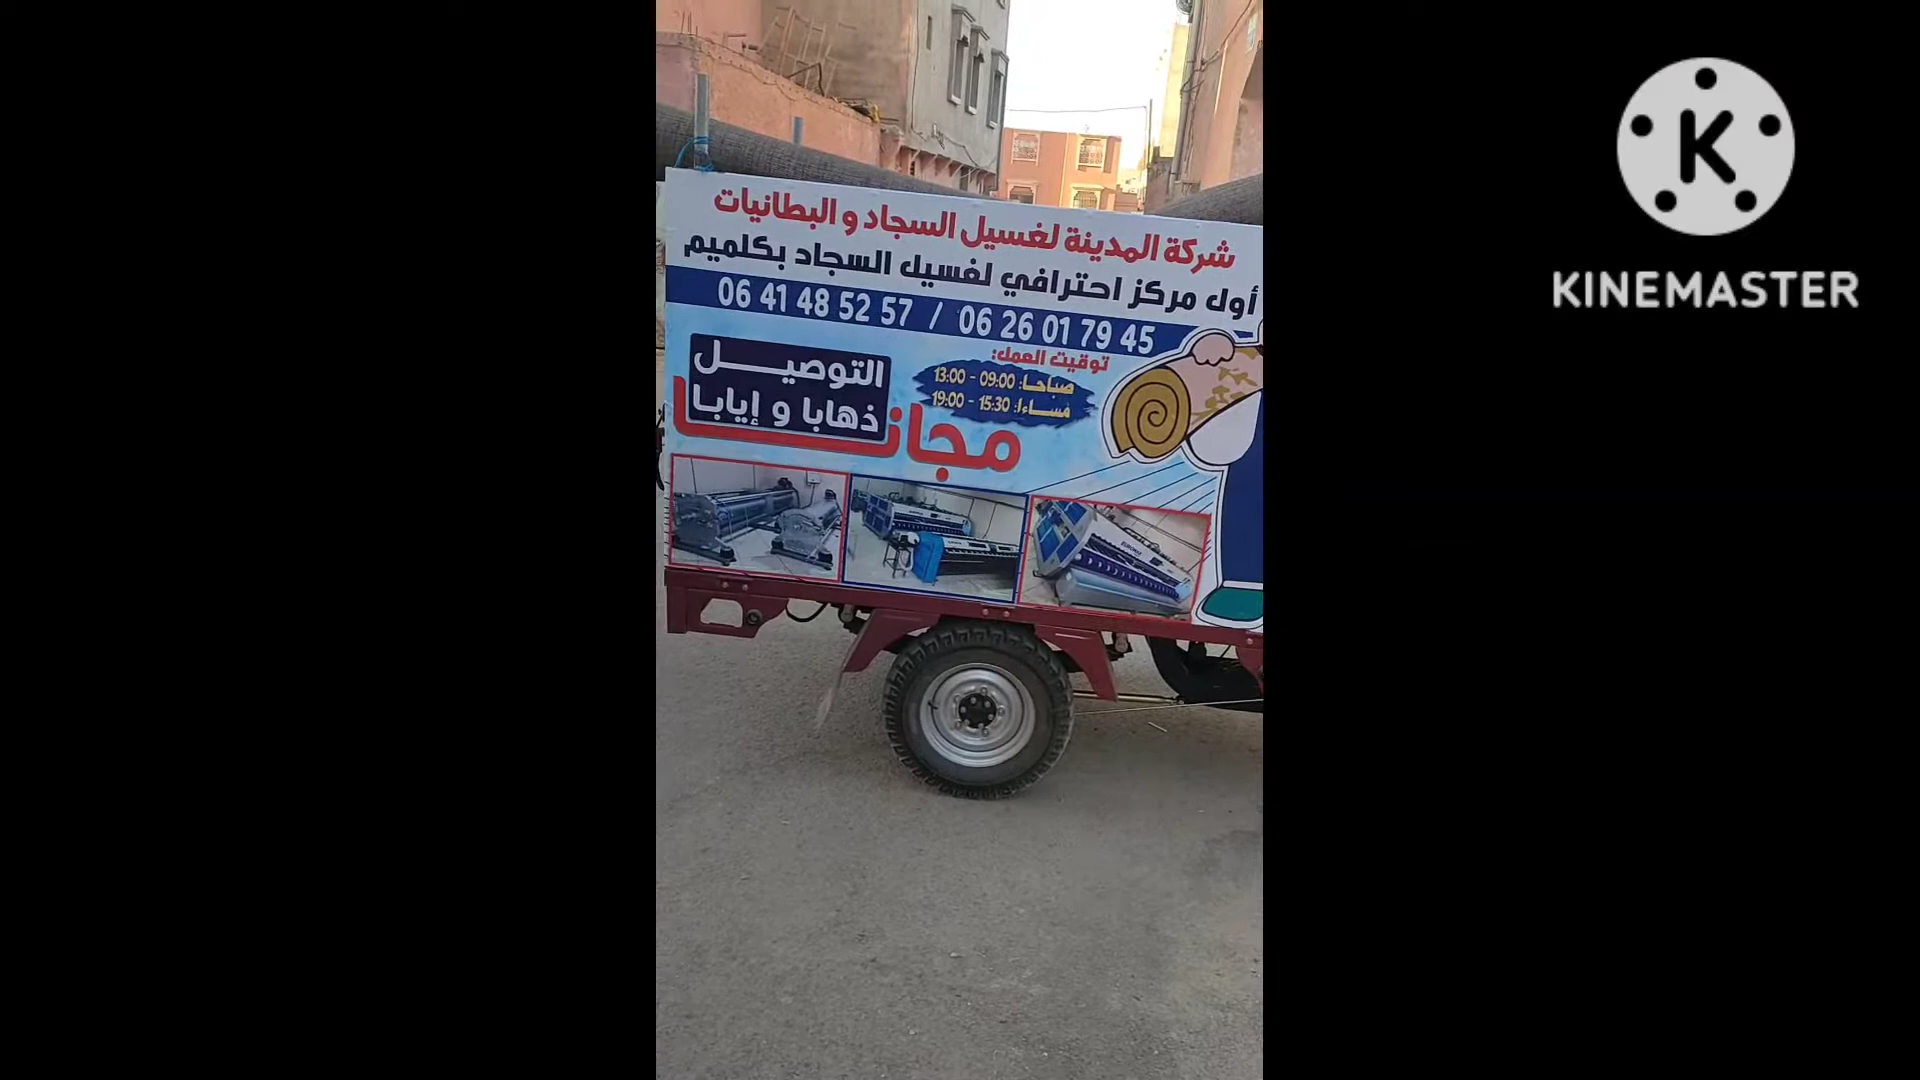 شركة المدينة لغسيل السجاد و البطانيات
أول مركز احترافي لغسيل السجاد بكلميم
06 41 48 52 57 / 06 26 01 79 45
توقيت العمل:
صباحا: 09:00 - 13:00
مساءا: 15:30 - 19:00
التوصيل
ذهابا و إيابا
مجانا
KINEMASTER